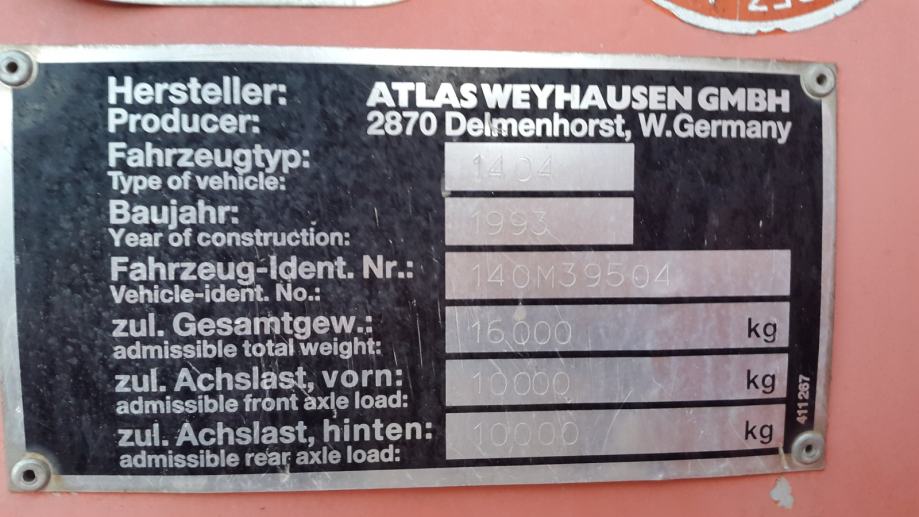 Hersteller: ATLAS WEYHAUSEN GMBH
Producer: 2870 Delmenhorst, W.Germany
Fahrzeugtyp: 1404
Type of vehicle:
Baujahr: 1993
Year of construction:
Fahrzeug-Ident. Nr.: 140M39504
Vehicle-ident. No.:
zul. Gesamtgew.: 16000 kg
admissible total weight:
zul. Achslast, vorn: 10000 kg
admissible front axle load:
zul. Achslast, hinten: 10000 kg
admissible rear axle load:
411267